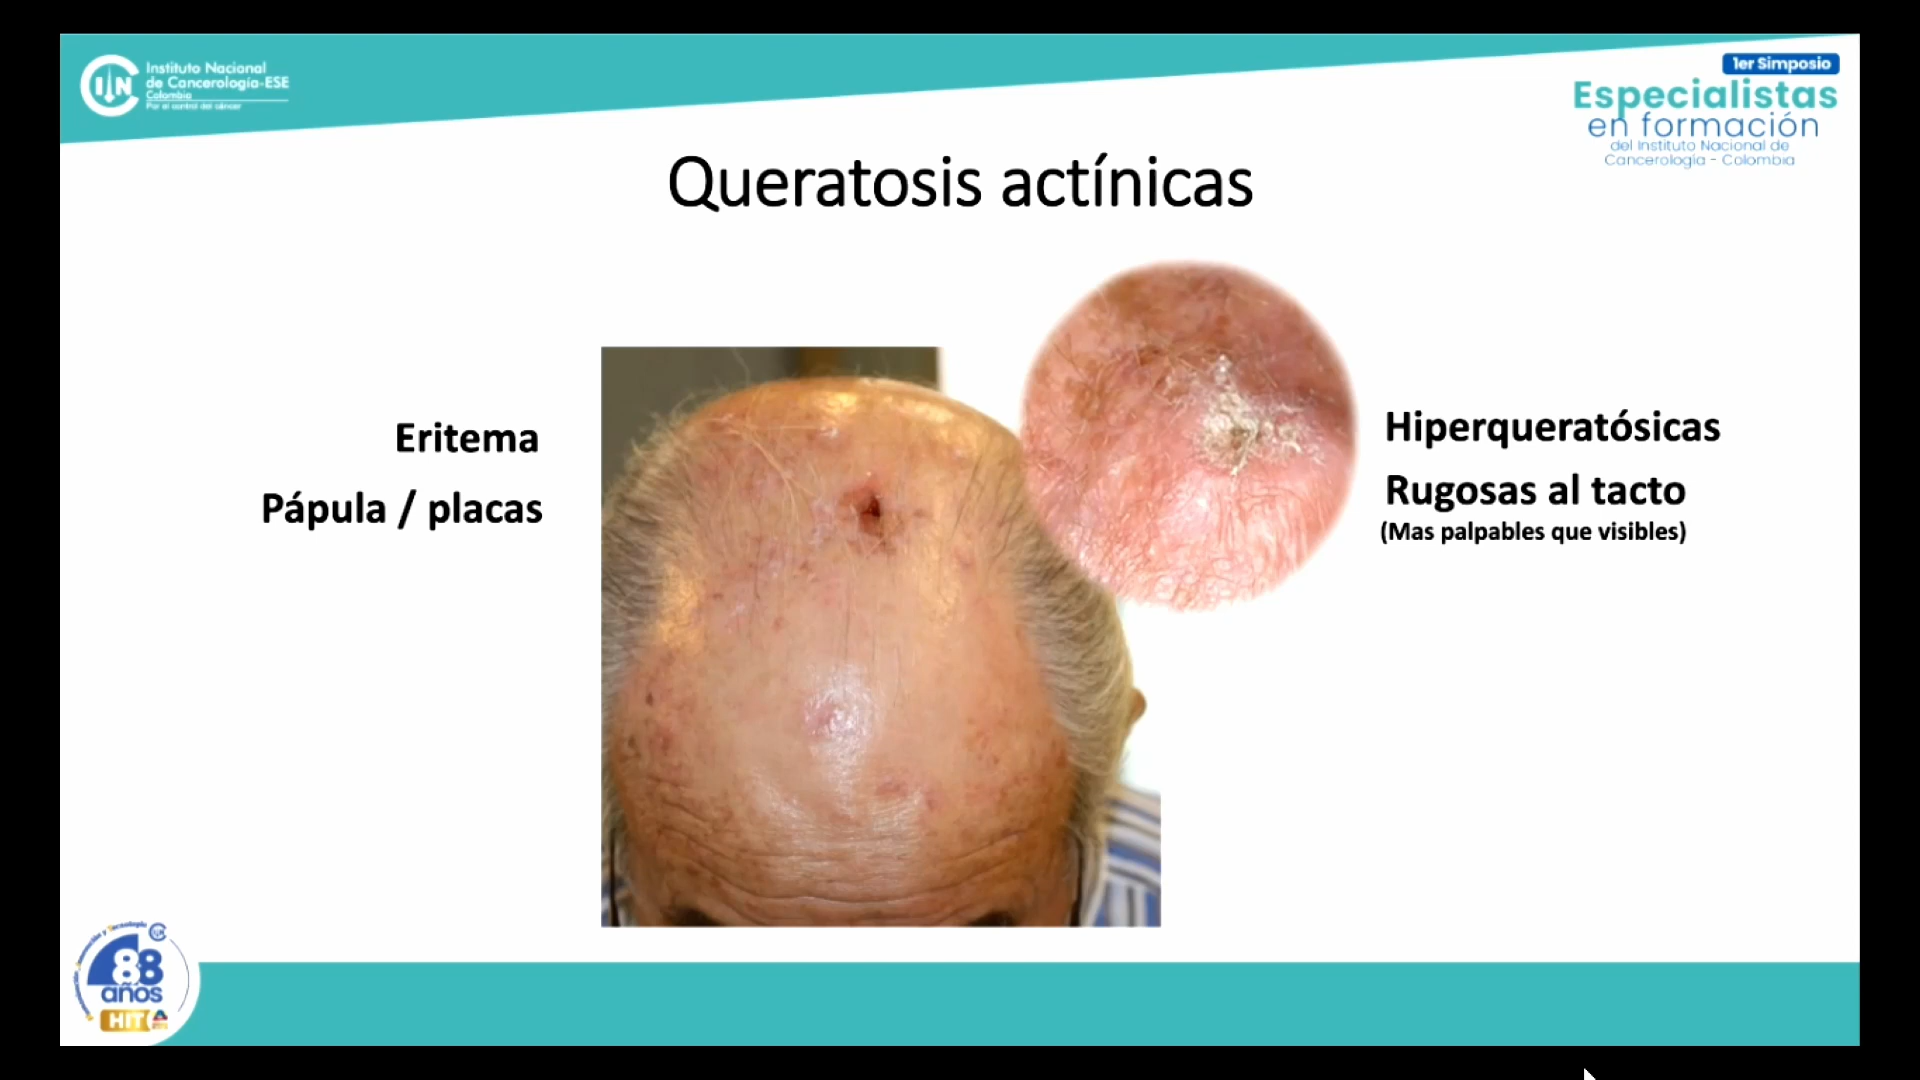 Instituto Nacional
de Cancerología-ESE
Colombia
Por el control del cáncer
1er Simposio
Especialistas
en formación
del Instituto Nacional de
Cancerología - Colombia
Queratosis actínicas
Eritema
Pápula / placas
Hiperqueratósicas
Rugosas al tacto
(Mas palpables que visibles)
88
años
HIT